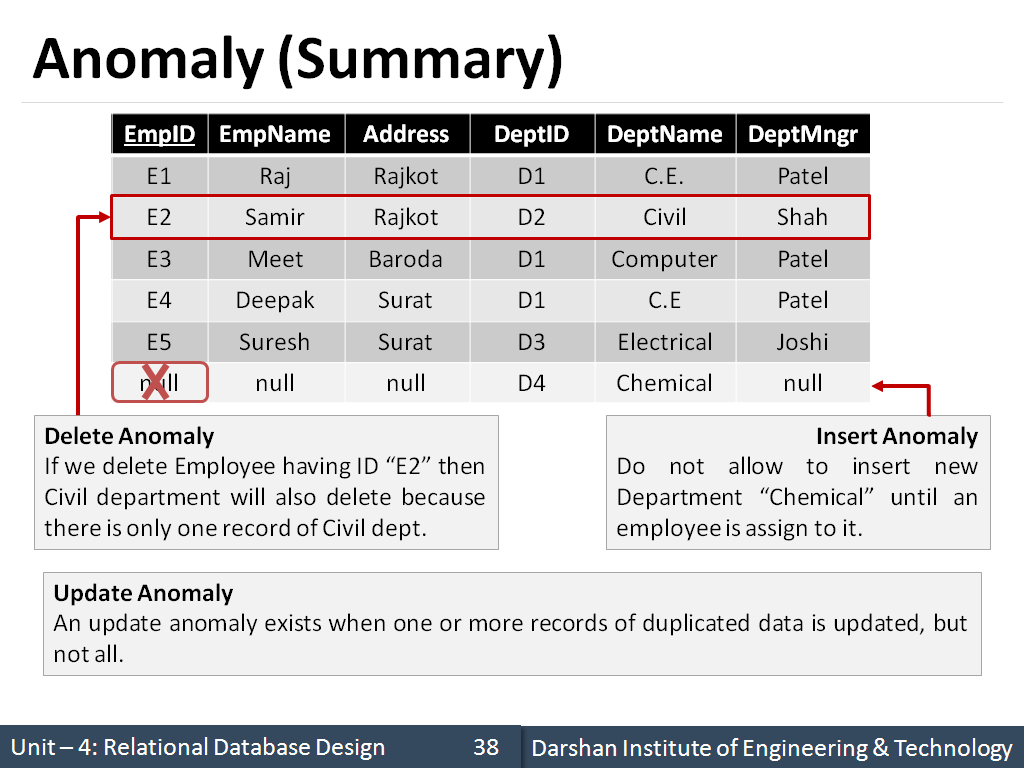 Anomaly (Summary)
EmpID EmpName Address DeptID DeptName DeptMngr
E1 Raj Rajkot D1 C.E. Patel
E2 Samir Rajkot D2 Civil Shah
E3 Meet Baroda D1 Computer Patel
E4 Deepak Surat D1 C.E Patel
E5 Suresh Surat D3 Electrical Joshi
null null null D4 Chemical null
Delete Anomaly
If we delete Employee having ID “E2” then
Civil department will also delete because
there is only one record of Civil dept.
Insert Anomaly
Do not allow to insert new
Department “Chemical” until an
employee is assign to it.
Update Anomaly
An update anomaly exists when one or more records of duplicated data is updated, but
not all.
Unit – 4: Relational Database Design 38 Darshan Institute of Engineering & Technology